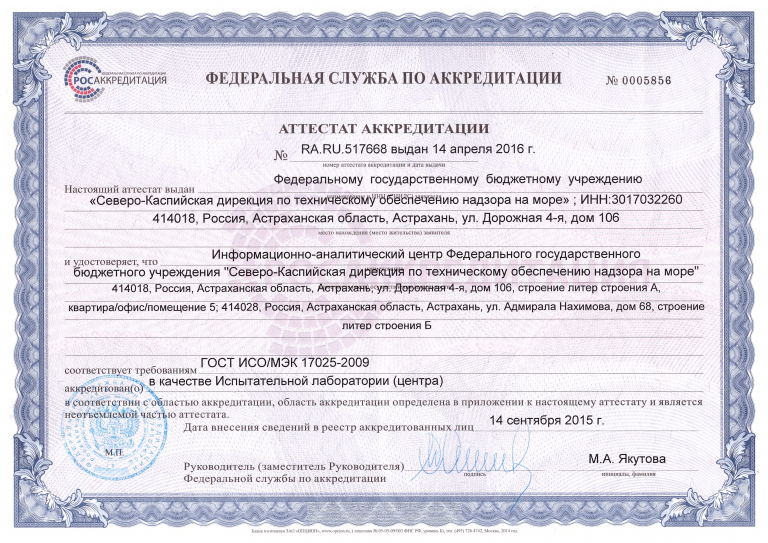 ФЕДЕРАЛЬНАЯ СЛУЖБА ПО АККРЕДИТАЦИИ
РОСАККРЕДИТАЦИЯ
ФЕДЕРАЛЬНАЯ СЛУЖБА ПО АККРЕДИТАЦИИ
№ 0005856
АТТЕСТАТ АККРЕДИТАЦИИ
№ RA.RU.517668 выдан 14 апреля 2016 г.
номер аттестата аккредитации и дата выдачи
Настоящий аттестат выдан Федеральному государственному бюджетному учреждению
«Северо-Каспийская дирекция по техническому обеспечению надзора на море» ; ИНН:3017032260
414018, Россия, Астраханская область, Астрахань, ул. Дорожная 4-я, дом 106
место нахождения (место жительства) заявителя
и удостоверяет, что Информационно-аналитический центр Федерального государственного
бюджетного учреждения "Северо-Каспийская дирекция по техническому обеспечению надзора на море"
414018, Россия, Астраханская область, Астрахань, ул. Дорожная 4-я, дом 106, строение литер строения А,
квартира/офис/помещение 5; 414028, Россия, Астраханская область, Астрахань, ул. Адмирала Нахимова, дом 68, строение
литер строения Б
соответствует требованиям ГОСТ ИСО/МЭК 17025-2009
аккредитован(о) в качестве Испытательной лаборатории (центра)
в соответствии с областью аккредитации, область аккредитации определена в приложении к настоящему аттестату и является
неотъемлемой частью аттестата.
Дата внесения сведений в реестр аккредитованных лиц 14 сентября 2015 г.
М.П.
Руководитель (заместитель Руководителя)
Федеральной службы по аккредитации
подпись
М.А. Якутова
инициалы, фамилия